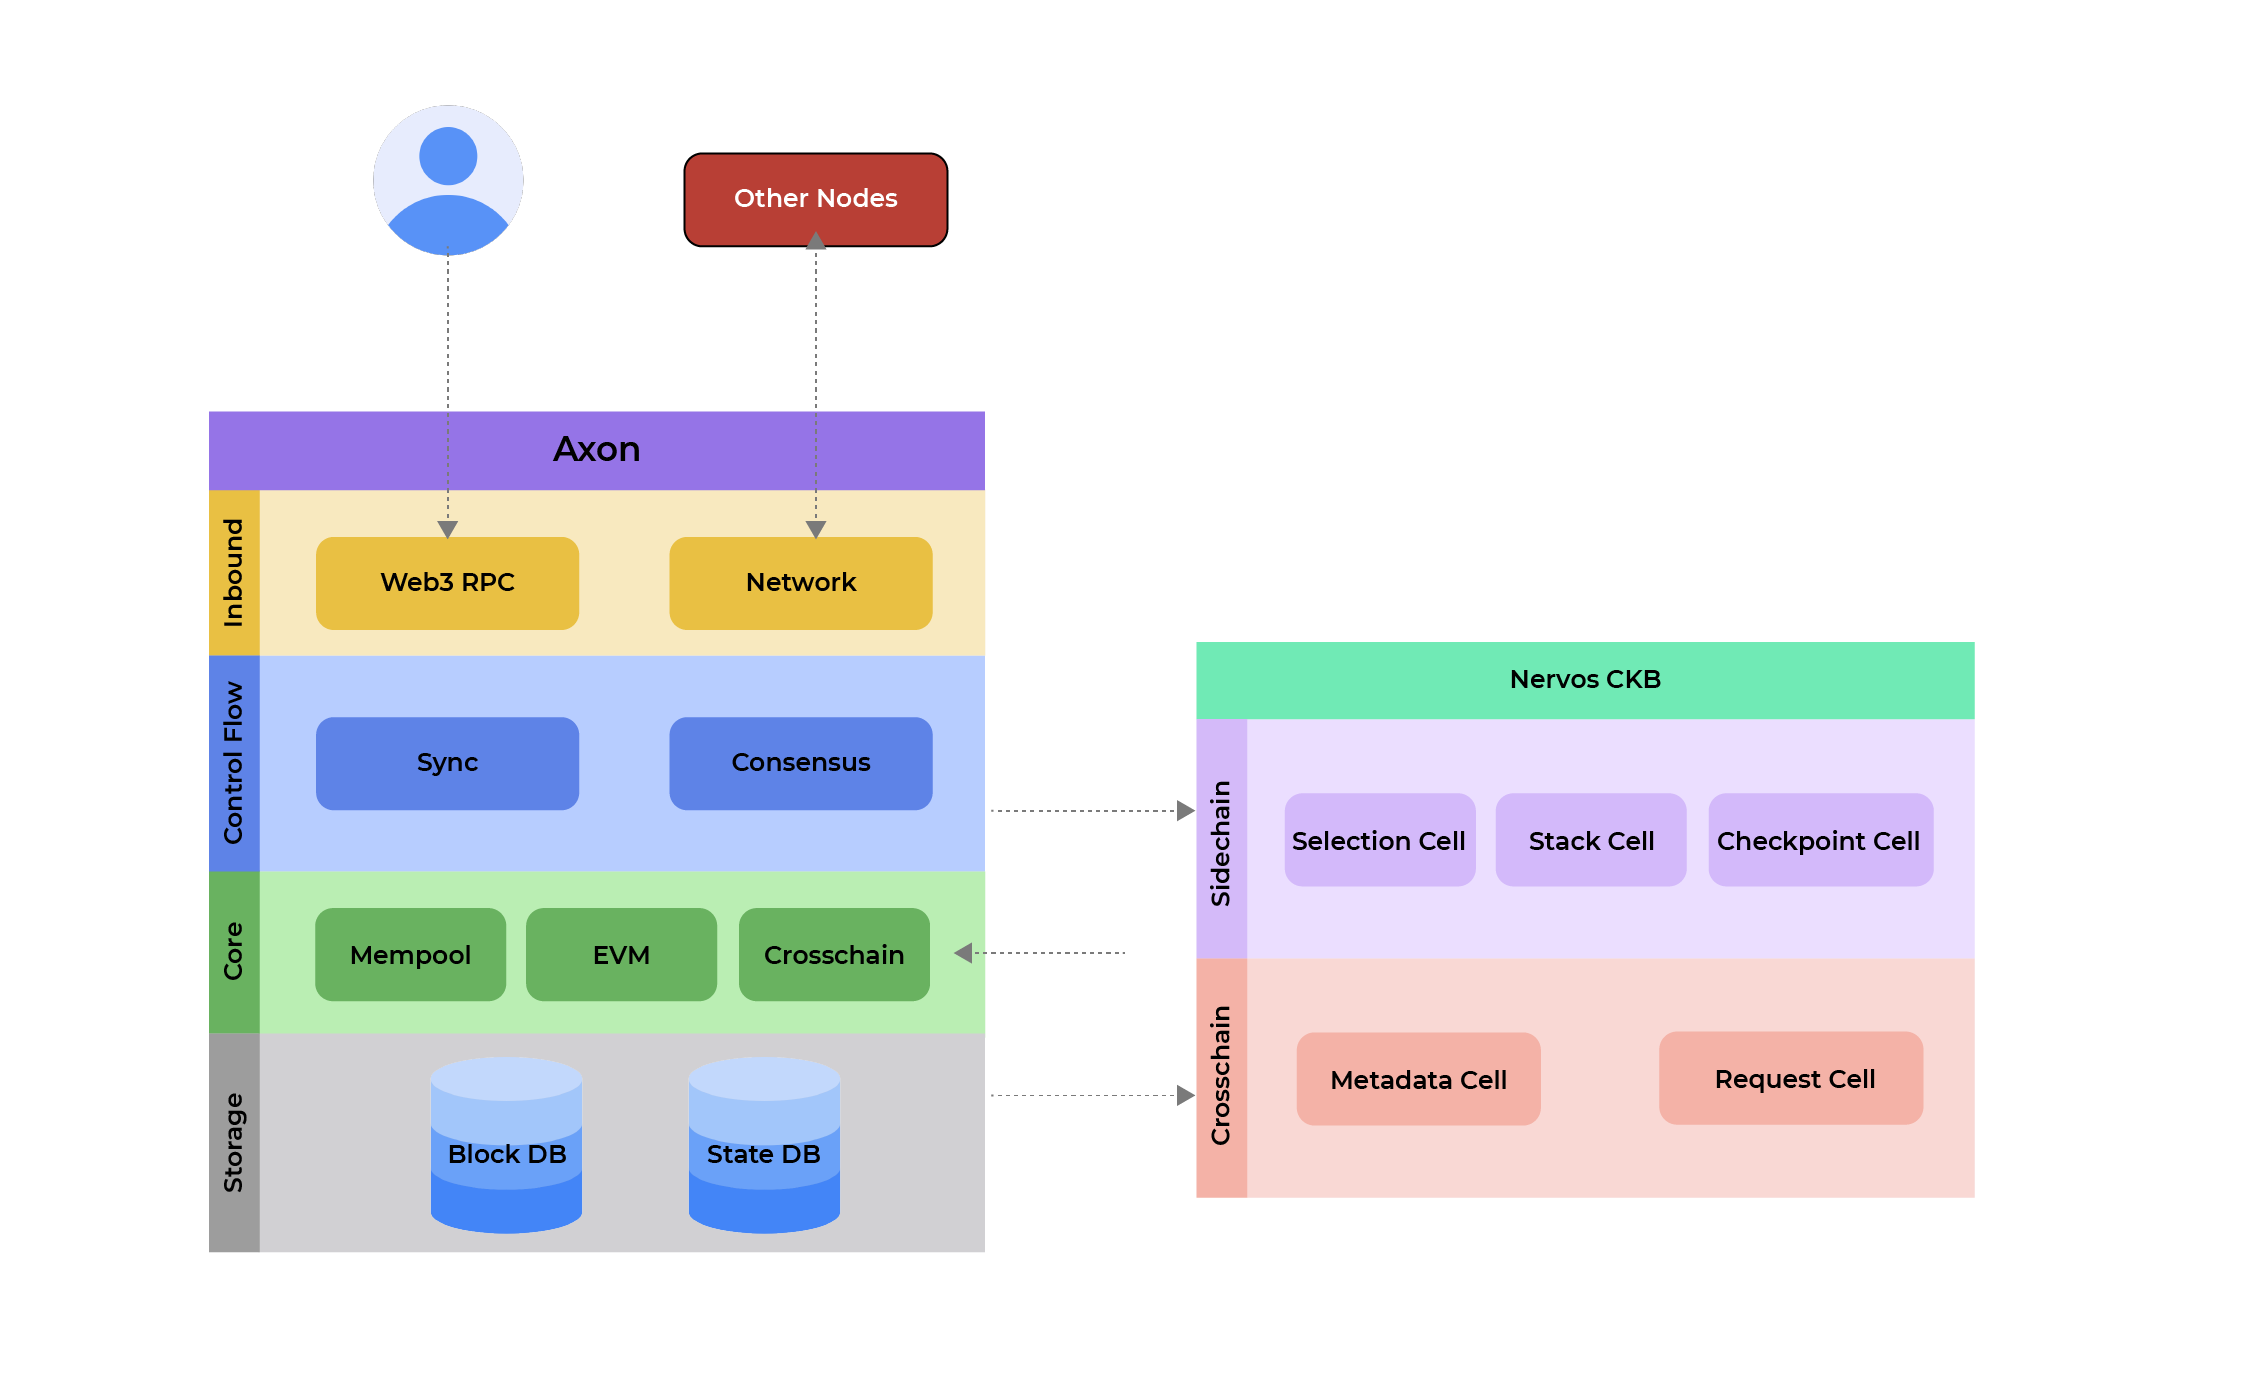 Other Nodes
Axon
Inbound
Web3 RPC
Network
Control Flow
Sync
Consensus
Core
Mempool
EVM
Crosschain
Storage
Block DB
State DB
Nervos CKB
Sidechain
Selection Cell
Stack Cell
Checkpoint Cell
Crosschain
Metadata Cell
Request Cell